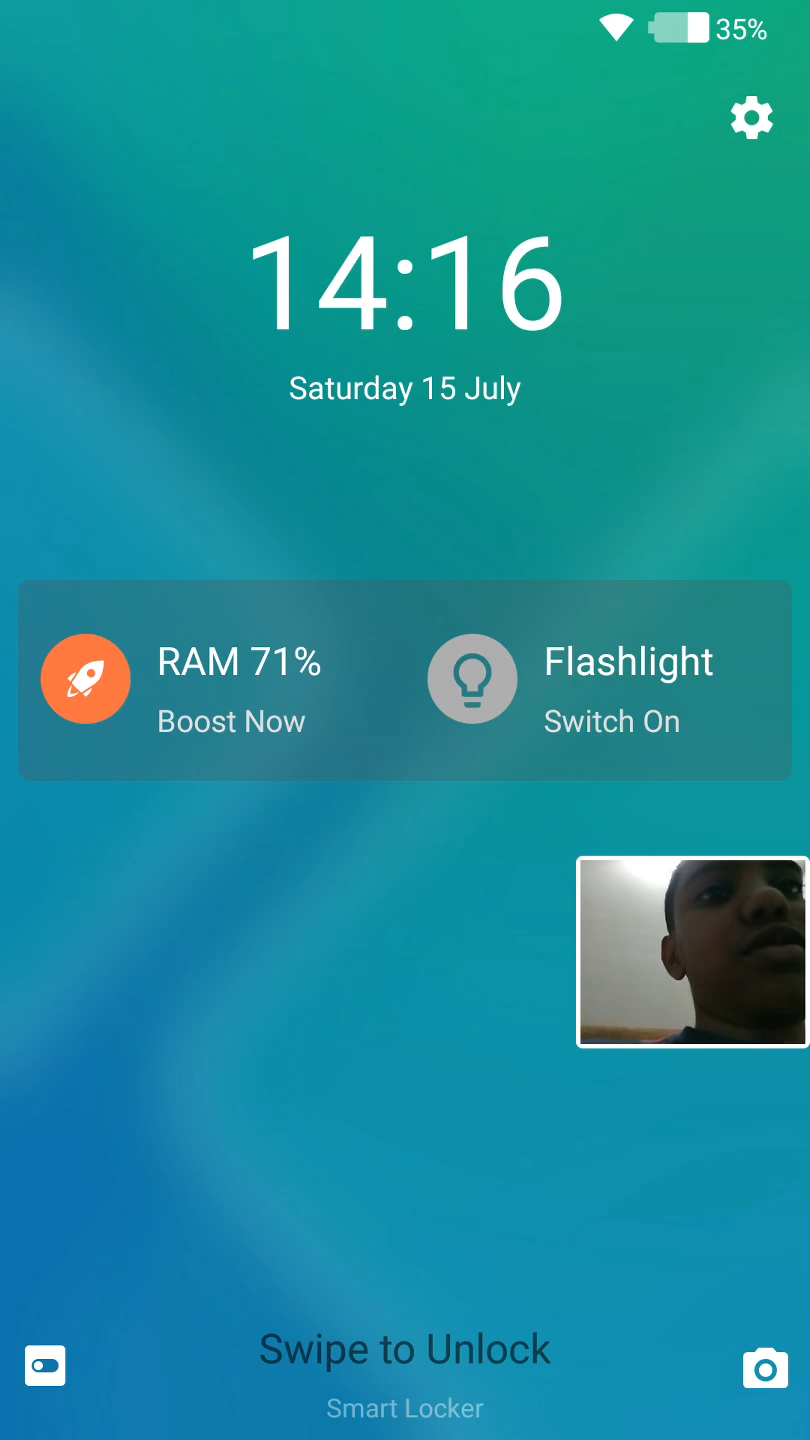 35%
14:16
Saturday 15 July
RAM 71%
Boost Now
Flashlight
Switch On
Swipe to Unlock
Smart Locker